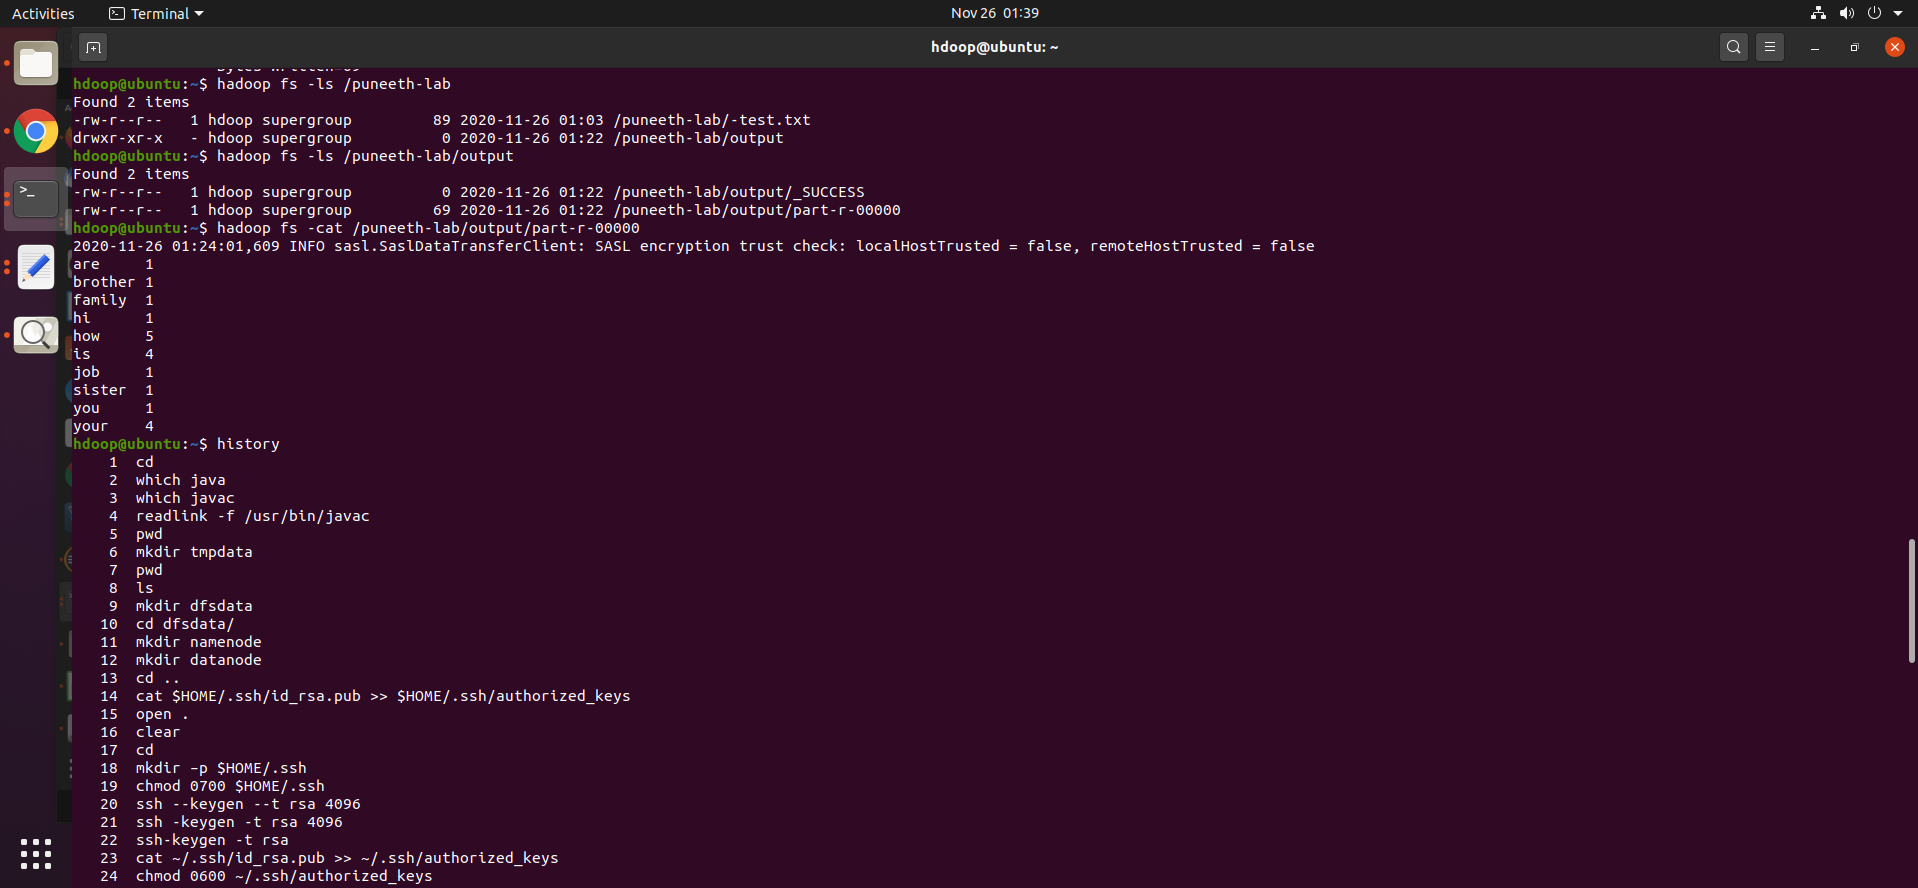 Activities
Terminal
Nov 26 01:39
hdoop@ubuntu: ~
hdoop@ubuntu:~$ hadoop fs -ls /puneeth-lab
Found 2 items
-rw-r--r--   1 hdoop supergroup         89 2020-11-26 01:03 /puneeth-lab/-test.txt
drwxr-xr-x   - hdoop supergroup          0 2020-11-26 01:22 /puneeth-lab/output
hdoop@ubuntu:~$ hadoop fs -ls /puneeth-lab/output
Found 2 items
-rw-r--r--   1 hdoop supergroup          0 2020-11-26 01:22 /puneeth-lab/output/_SUCCESS
-rw-r--r--   1 hdoop supergroup         69 2020-11-26 01:22 /puneeth-lab/output/part-r-00000
hdoop@ubuntu:~$ hadoop fs -cat /puneeth-lab/output/part-r-00000
2020-11-26 01:24:01,609 INFO sasl.SaslDataTransferClient: SASL encryption trust check: localHostTrusted = false, remoteHostTrusted = false
are     1
brother 1
family  1
hi      1
how     5
is      4
job     1
sister  1
you     1
your    4
hdoop@ubuntu:~$ history
    1  cd
    2  which java
    3  which javac
    4  readlink -f /usr/bin/javac
    5  pwd
    6  mkdir tmpdata
    7  pwd
    8  ls
    9  mkdir dfsdata
   10  cd dfsdata/
   11  mkdir namenode
   12  mkdir datanode
   13  cd ..
   14  cat $HOME/.ssh/id_rsa.pub >> $HOME/.ssh/authorized_keys
   15  open .
   16  clear
   17  cd
   18  mkdir –p $HOME/.ssh
   19  chmod 0700 $HOME/.ssh
   20  ssh --keygen --t rsa 4096
   21  ssh -keygen -t rsa 4096
   22  ssh-keygen -t rsa
   23  cat ~/.ssh/id_rsa.pub >> ~/.ssh/authorized_keys
   24  chmod 0600 ~/.ssh/authorized_keys